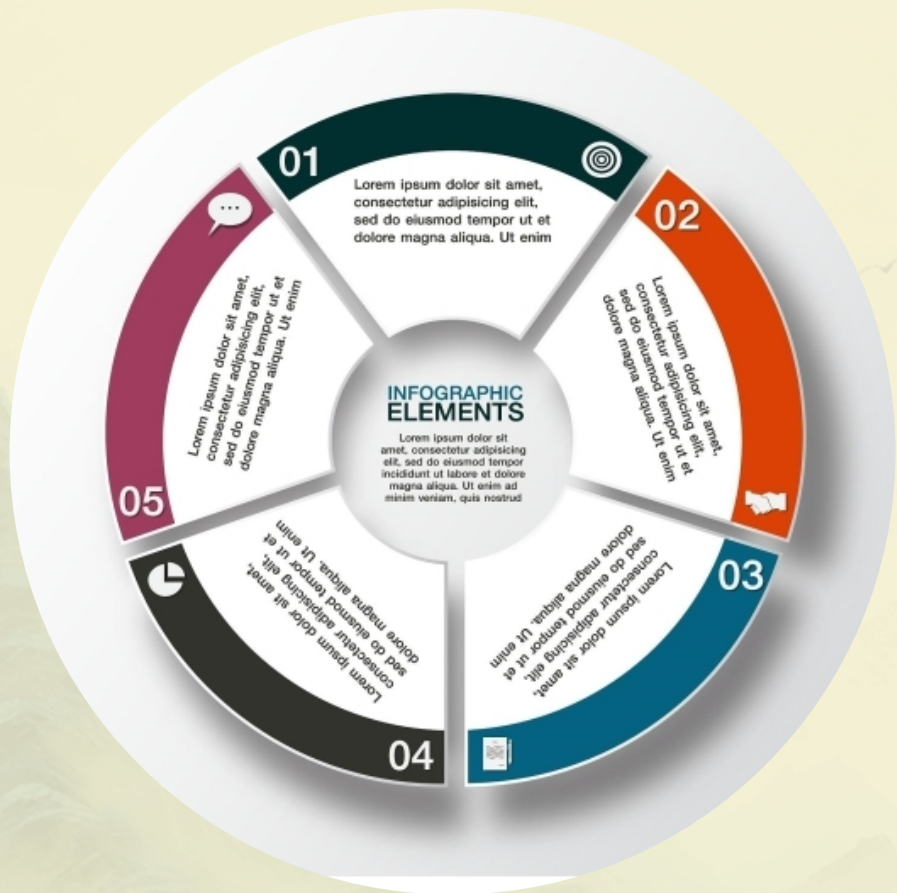 01
Lorem ipsum dolor sit amet,
consectetur adipisicing elit,
sed do eiusmod tempor ut et
dolore magna aliqua. Ut enim
02
Lorem ipsum dolor sit amet,
consectetur adipisicing elit,
sed do eiusmod tempor ut et
dolore magna aliqua. Ut enim
03
Lorem ipsum dolor sit amet,
consectetur adipisicing elit,
sed do eiusmod tempor ut et
dolore magna aliqua. Ut enim
04
Lorem ipsum dolor sit amet,
consectetur adipisicing elit,
sed do eiusmod tempor ut et
dolore magna aliqua. Ut enim
05
Lorem ipsum dolor sit amet,
consectetur adipisicing elit,
sed do eiusmod tempor ut et
dolore magna aliqua. Ut enim
INFOGRAPHIC
ELEMENTS
Lorem ipsum dolor sit
amet, consectetur adipisicing
elit, sed do eiusmod tempor
incididunt ut labore et dolore
magna aliqua. Ut enim ad
minim veniam, quis nostrud